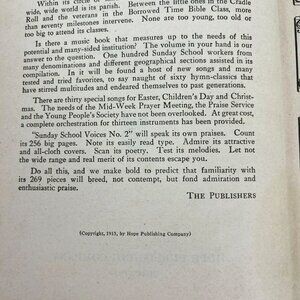 Within its circle of
wide, wide world is its parish. Between the little ones in the Cradle
Roll and the veterans in the Borrowed Time Bible Class, more
than ten millions are its students. None are too young, too old or
too big to attend its classes.
Is there a music book that measures up to the needs of this
potential and many-sided institution? The volume in your hand is our
answer to the question. One hundred Sunday School workers from
many denominations and different geographical sections assisted in its
compilation. In it will be found a host of new songs and many
tested and tried favorites, to say naught of sixty hymn-classics that
have stirred multitudes and endeared themselves to past generations.
There are thirty special songs for Easter, Children's Day and Christ-
mas. The needs of the Mid-Week Prayer Meeting, the Praise Service
and the Young People's Society have not been overlooked. At great cost,
a complete orchestration for thirteen instruments has been provided.
"Sunday School Voices No. 2" will speak its own praises. Count
its 256 big pages. Note its easily read type. Admire its attractive
and all-cloth covers. Scan its poetry. Test its melodies. Let not
the wide range and real merit of its contents escape you.
Do all this, and we make bold to predict that familiarity with
its 269 pieces will breed, not contempt, but fond admiration and
enthusiastic praise.
THE PUBLISHERS
(Copyright, 1913, by Hope Publishing Company)